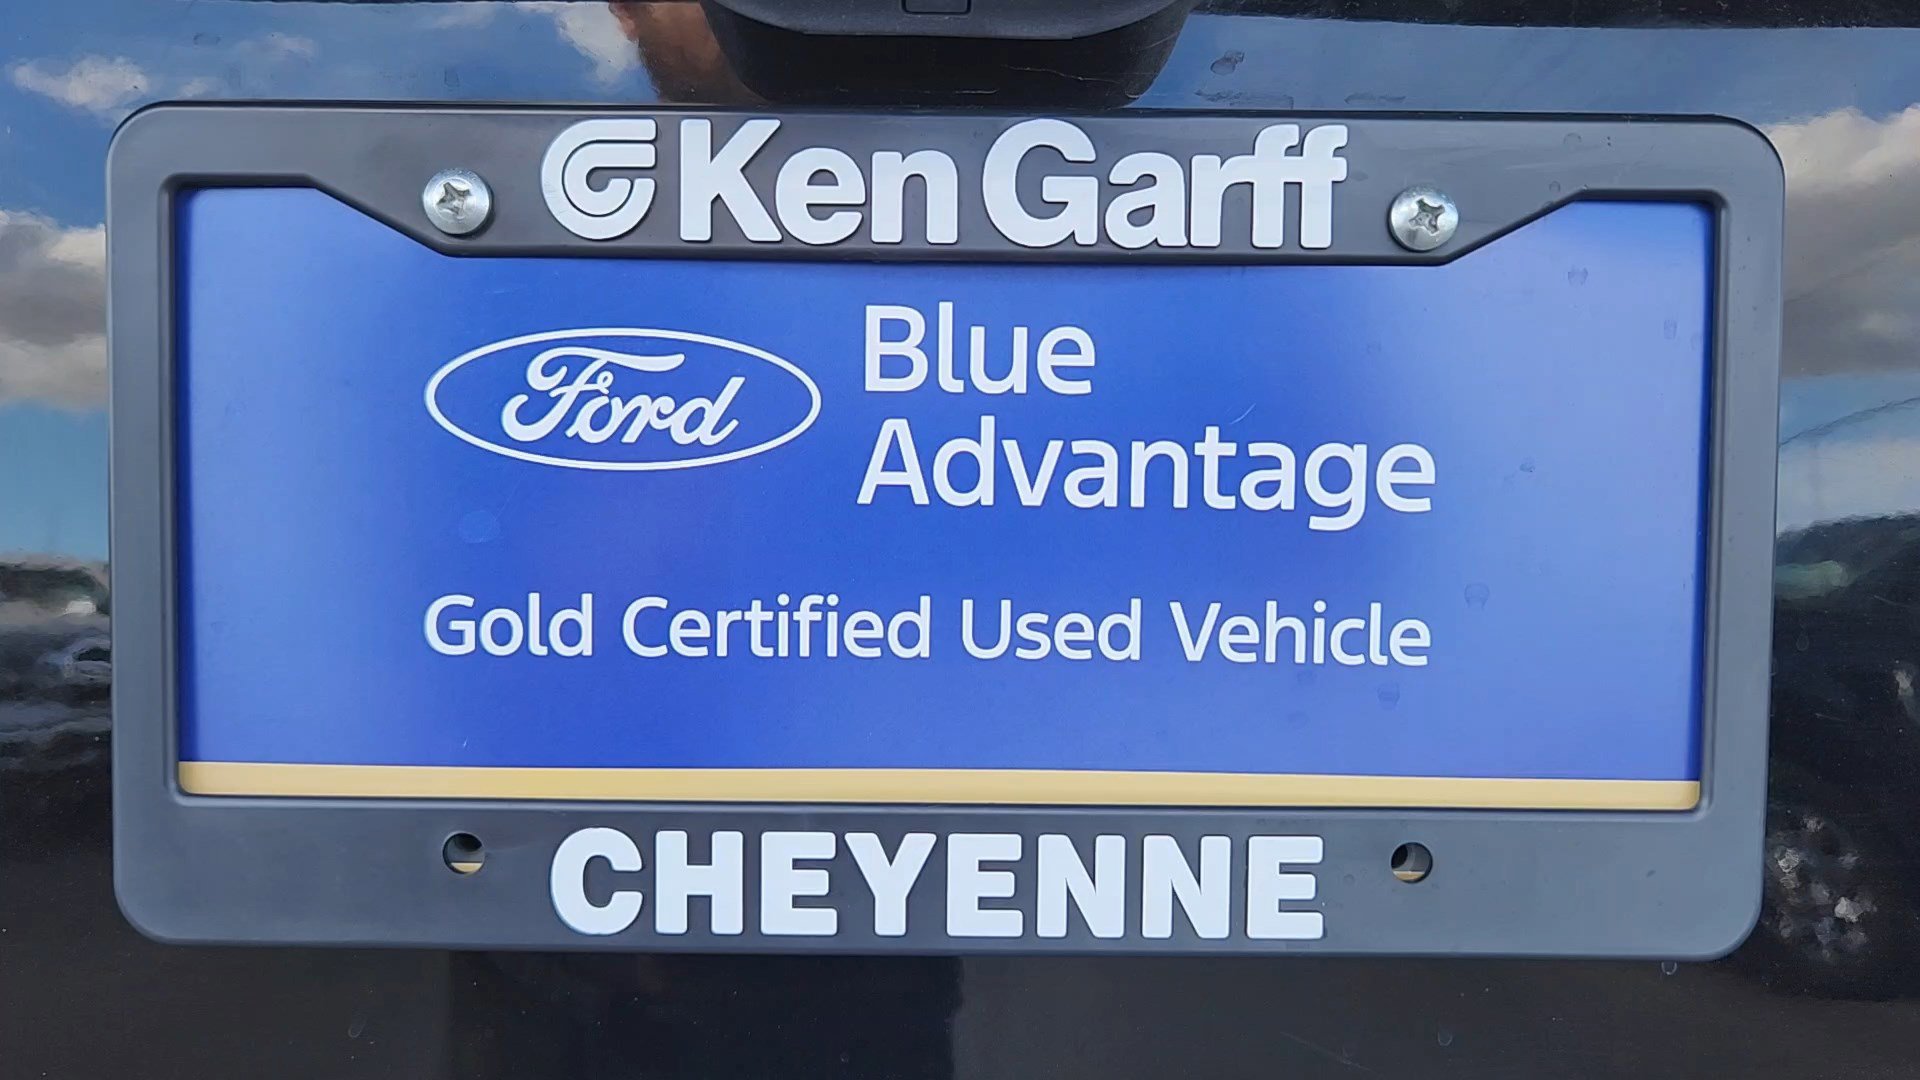 Ken Garff
Ford
Blue
Advantage
Gold Certified Used Vehicle
CHEYENNE